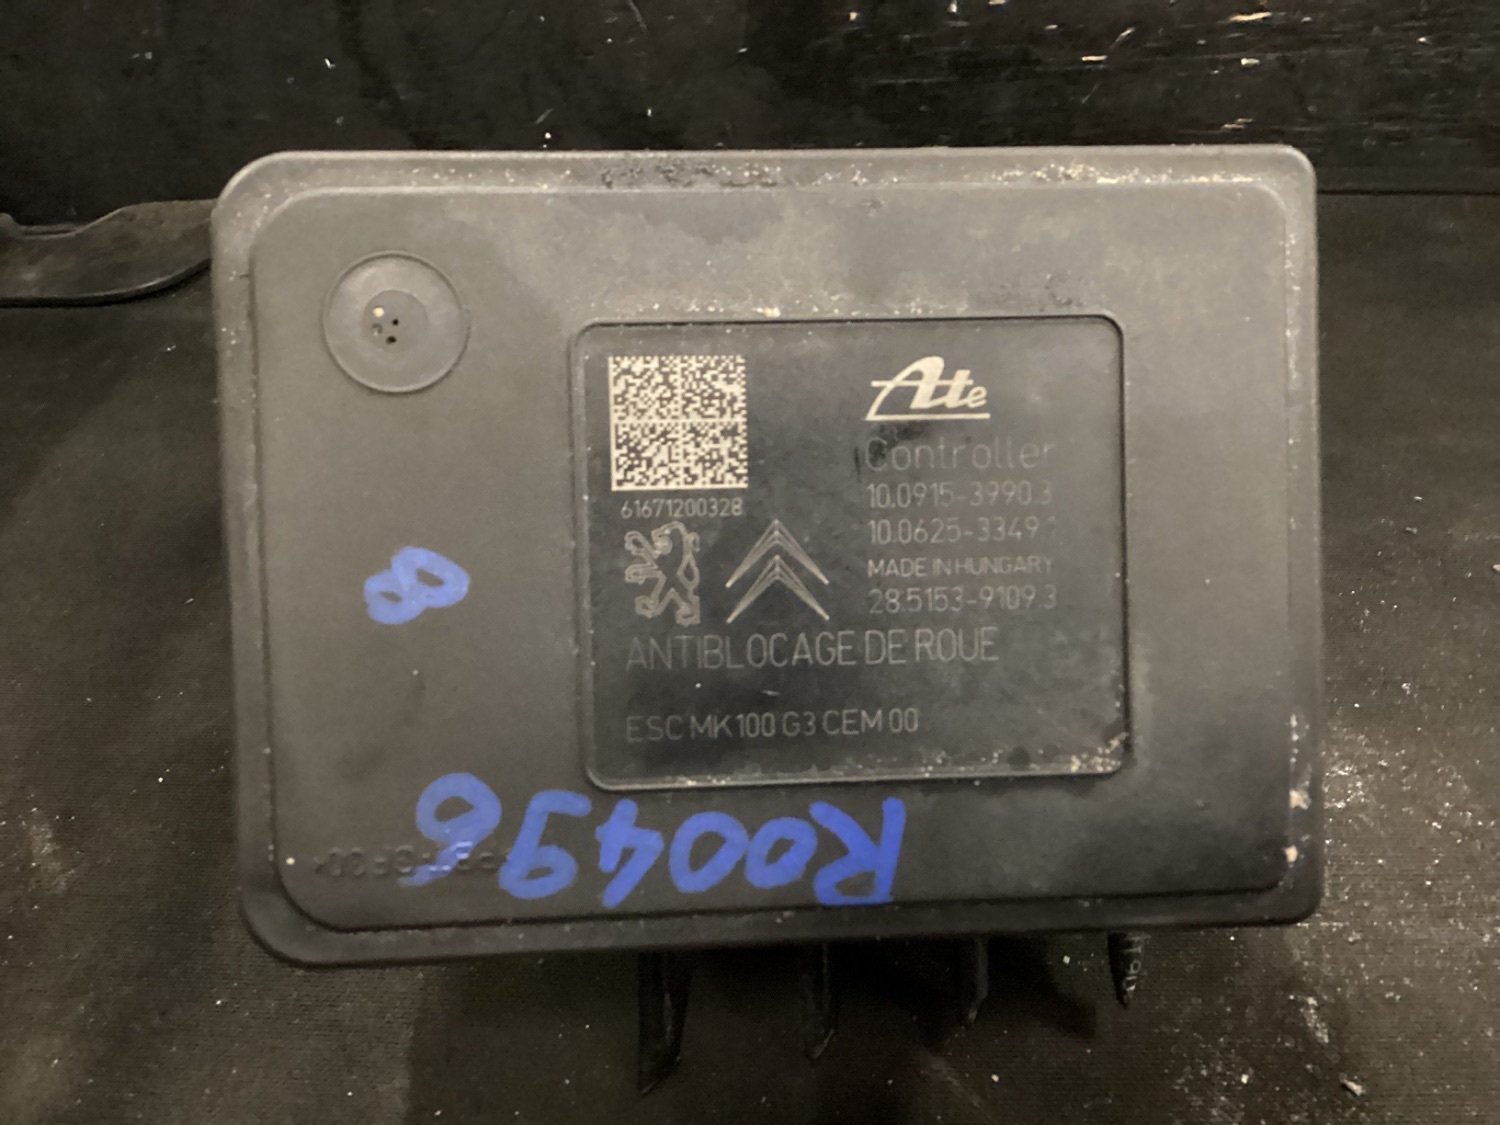 Ate
Controller
10.0915-3990.3
10.0625-3349
MADE IN HUNGARY
28.5153-9109.3
61671200328
ANTIBLOCAGE DE ROUE
ESC MK100 G3 CEM 00
8
R00496